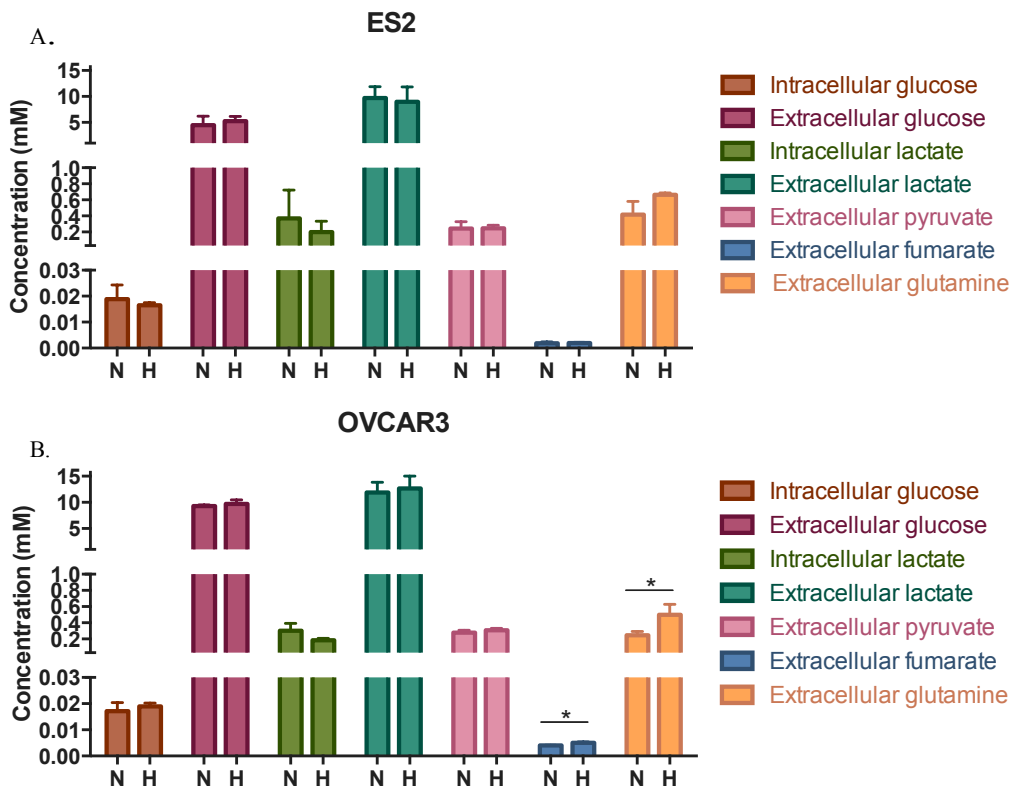 ES2
A.
Concentration (mM)
15
10
5
1.0
0.8
0.6
0.4
0.2
0.03
0.02
0.01
0.00
N H N H N H N H N H N H N H
Intracellular glucose
Extracellular glucose
Intracellular lactate
Extracellular lactate
Extracellular pyruvate
Extracellular fumarate
Extracellular glutamine
OVCAR3
B.
Concentration (mM)
15
10
5
1.0
0.8
0.6
0.4
0.2
0.03
0.02
0.01
0.00
*
*
N H N H N H N H N H N H N H
Intracellular glucose
Extracellular glucose
Intracellular lactate
Extracellular lactate
Extracellular pyruvate
Extracellular fumarate
Extracellular glutamine